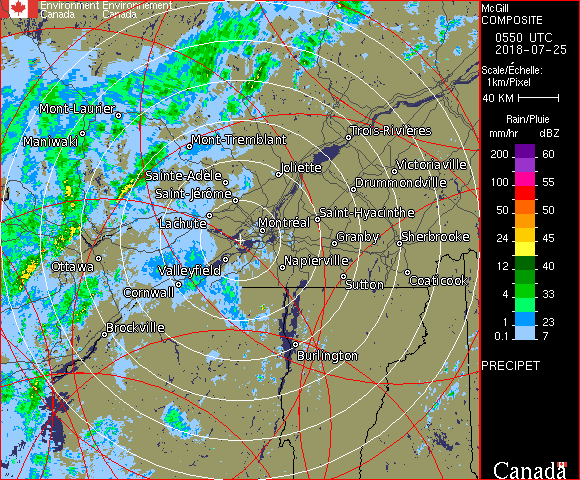 Environment Environnement
Canada Canada
McGill
COMPOSITE
0550 UTC
2018-07-25
Scale/Échelle:
1km/Pixel
40 KM
Rain/Pluie
mm/hr dBZ
200 60
100 55
50 50
24 45
12 40
4 33
1 23
0.1 7
PRECIPET
Canada
Mont-Laurier
Maniwaki
Mont-Tremblant
Trois-Rivières
Sainte-Adèle
Joliette
Victoriaville
Saint-Jérôme
Drummondville
Lachute
Montréal
Saint-Hyacinthe
Granby
Sherbrooke
Ottawa
Valleyfield
Napierville
Cornwall
Sutton
Coaticook
Brockville
Burlington